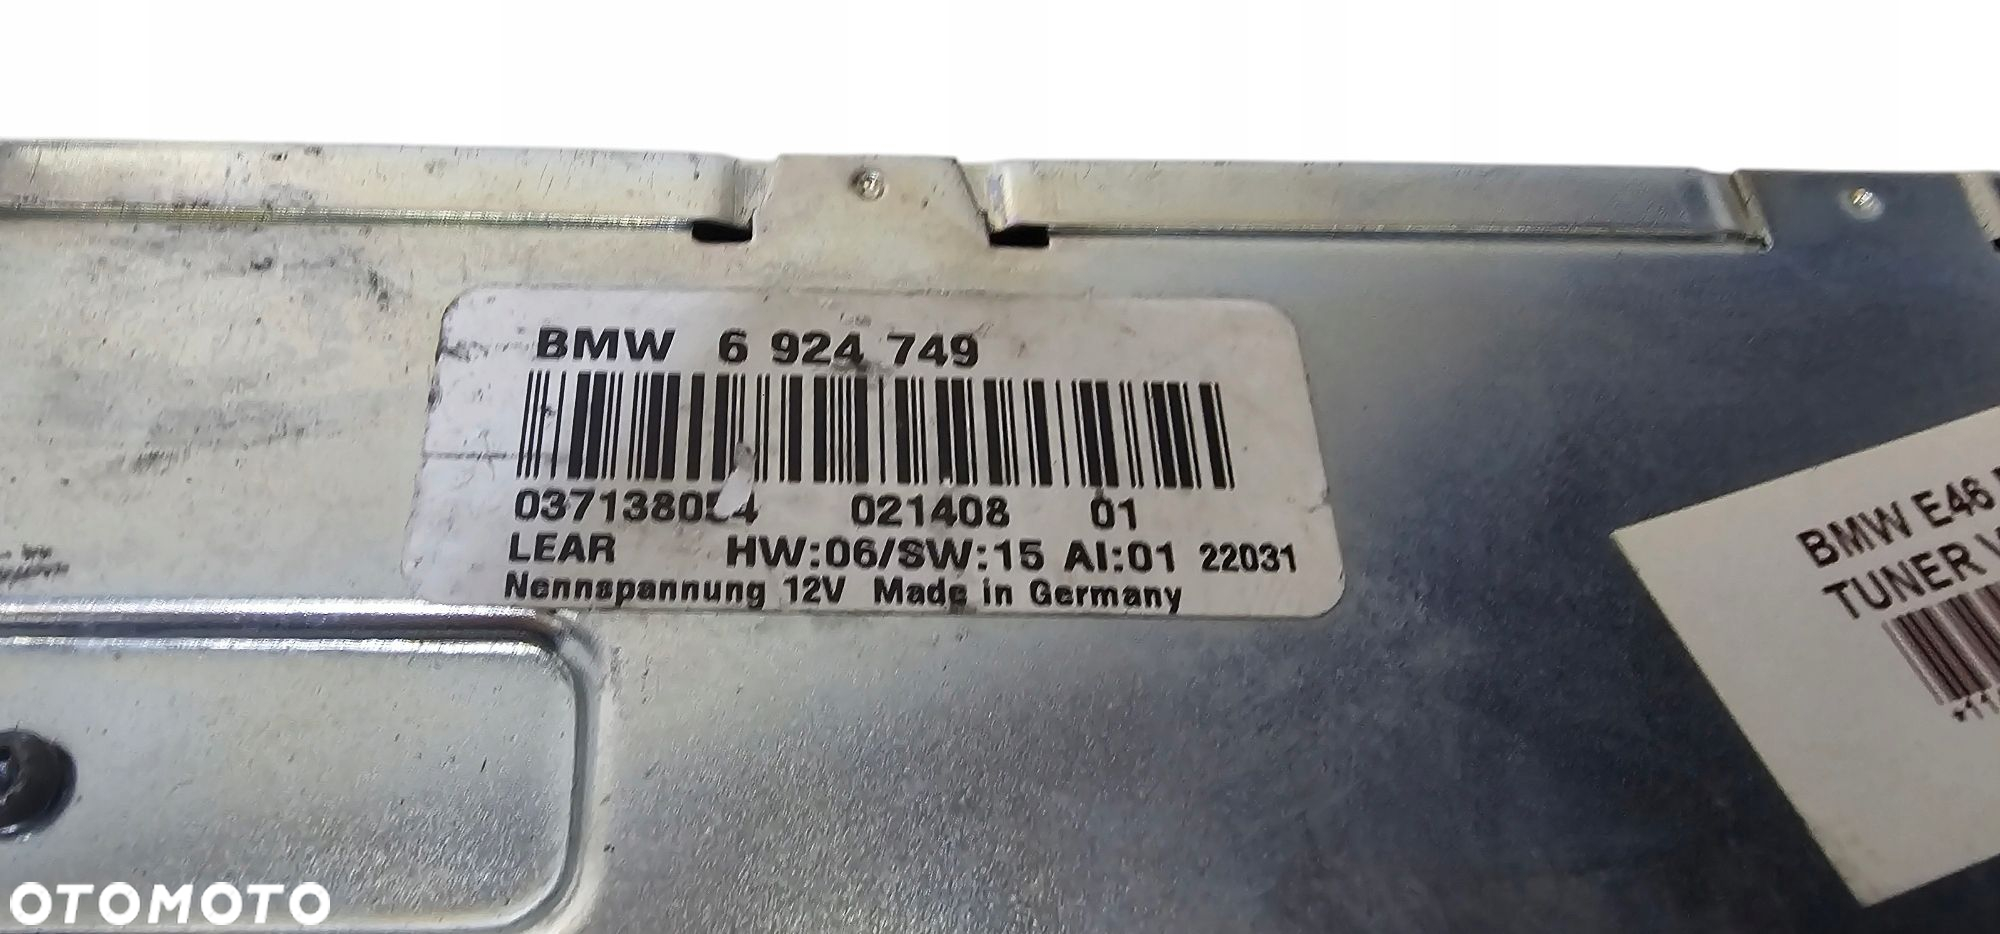 BMW 6 924 749
021408 01
LEAR HW:06/SW:15 AI:01 22031
Nennspannung 12V Made in Germany
BMW E46
TUNER
OTOMOTO